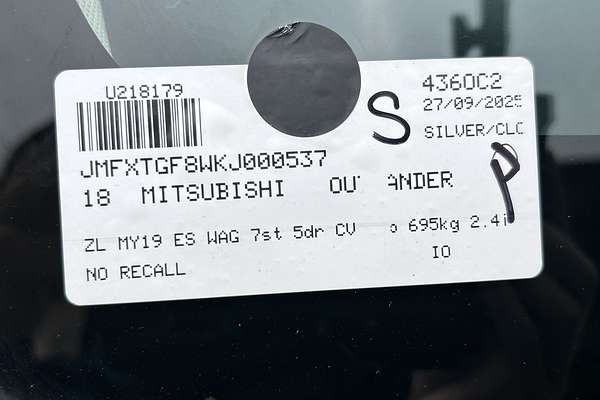 U218179
4360C2
27/09/2025
S
SILVER/CLO
JMFXTGF8WKJ000537
P
18 MITSUBISHI OU ANDER
ZL MY19 ES WAG 7st 5dr CV o 695kg 2.4i
IO
NO RECALL